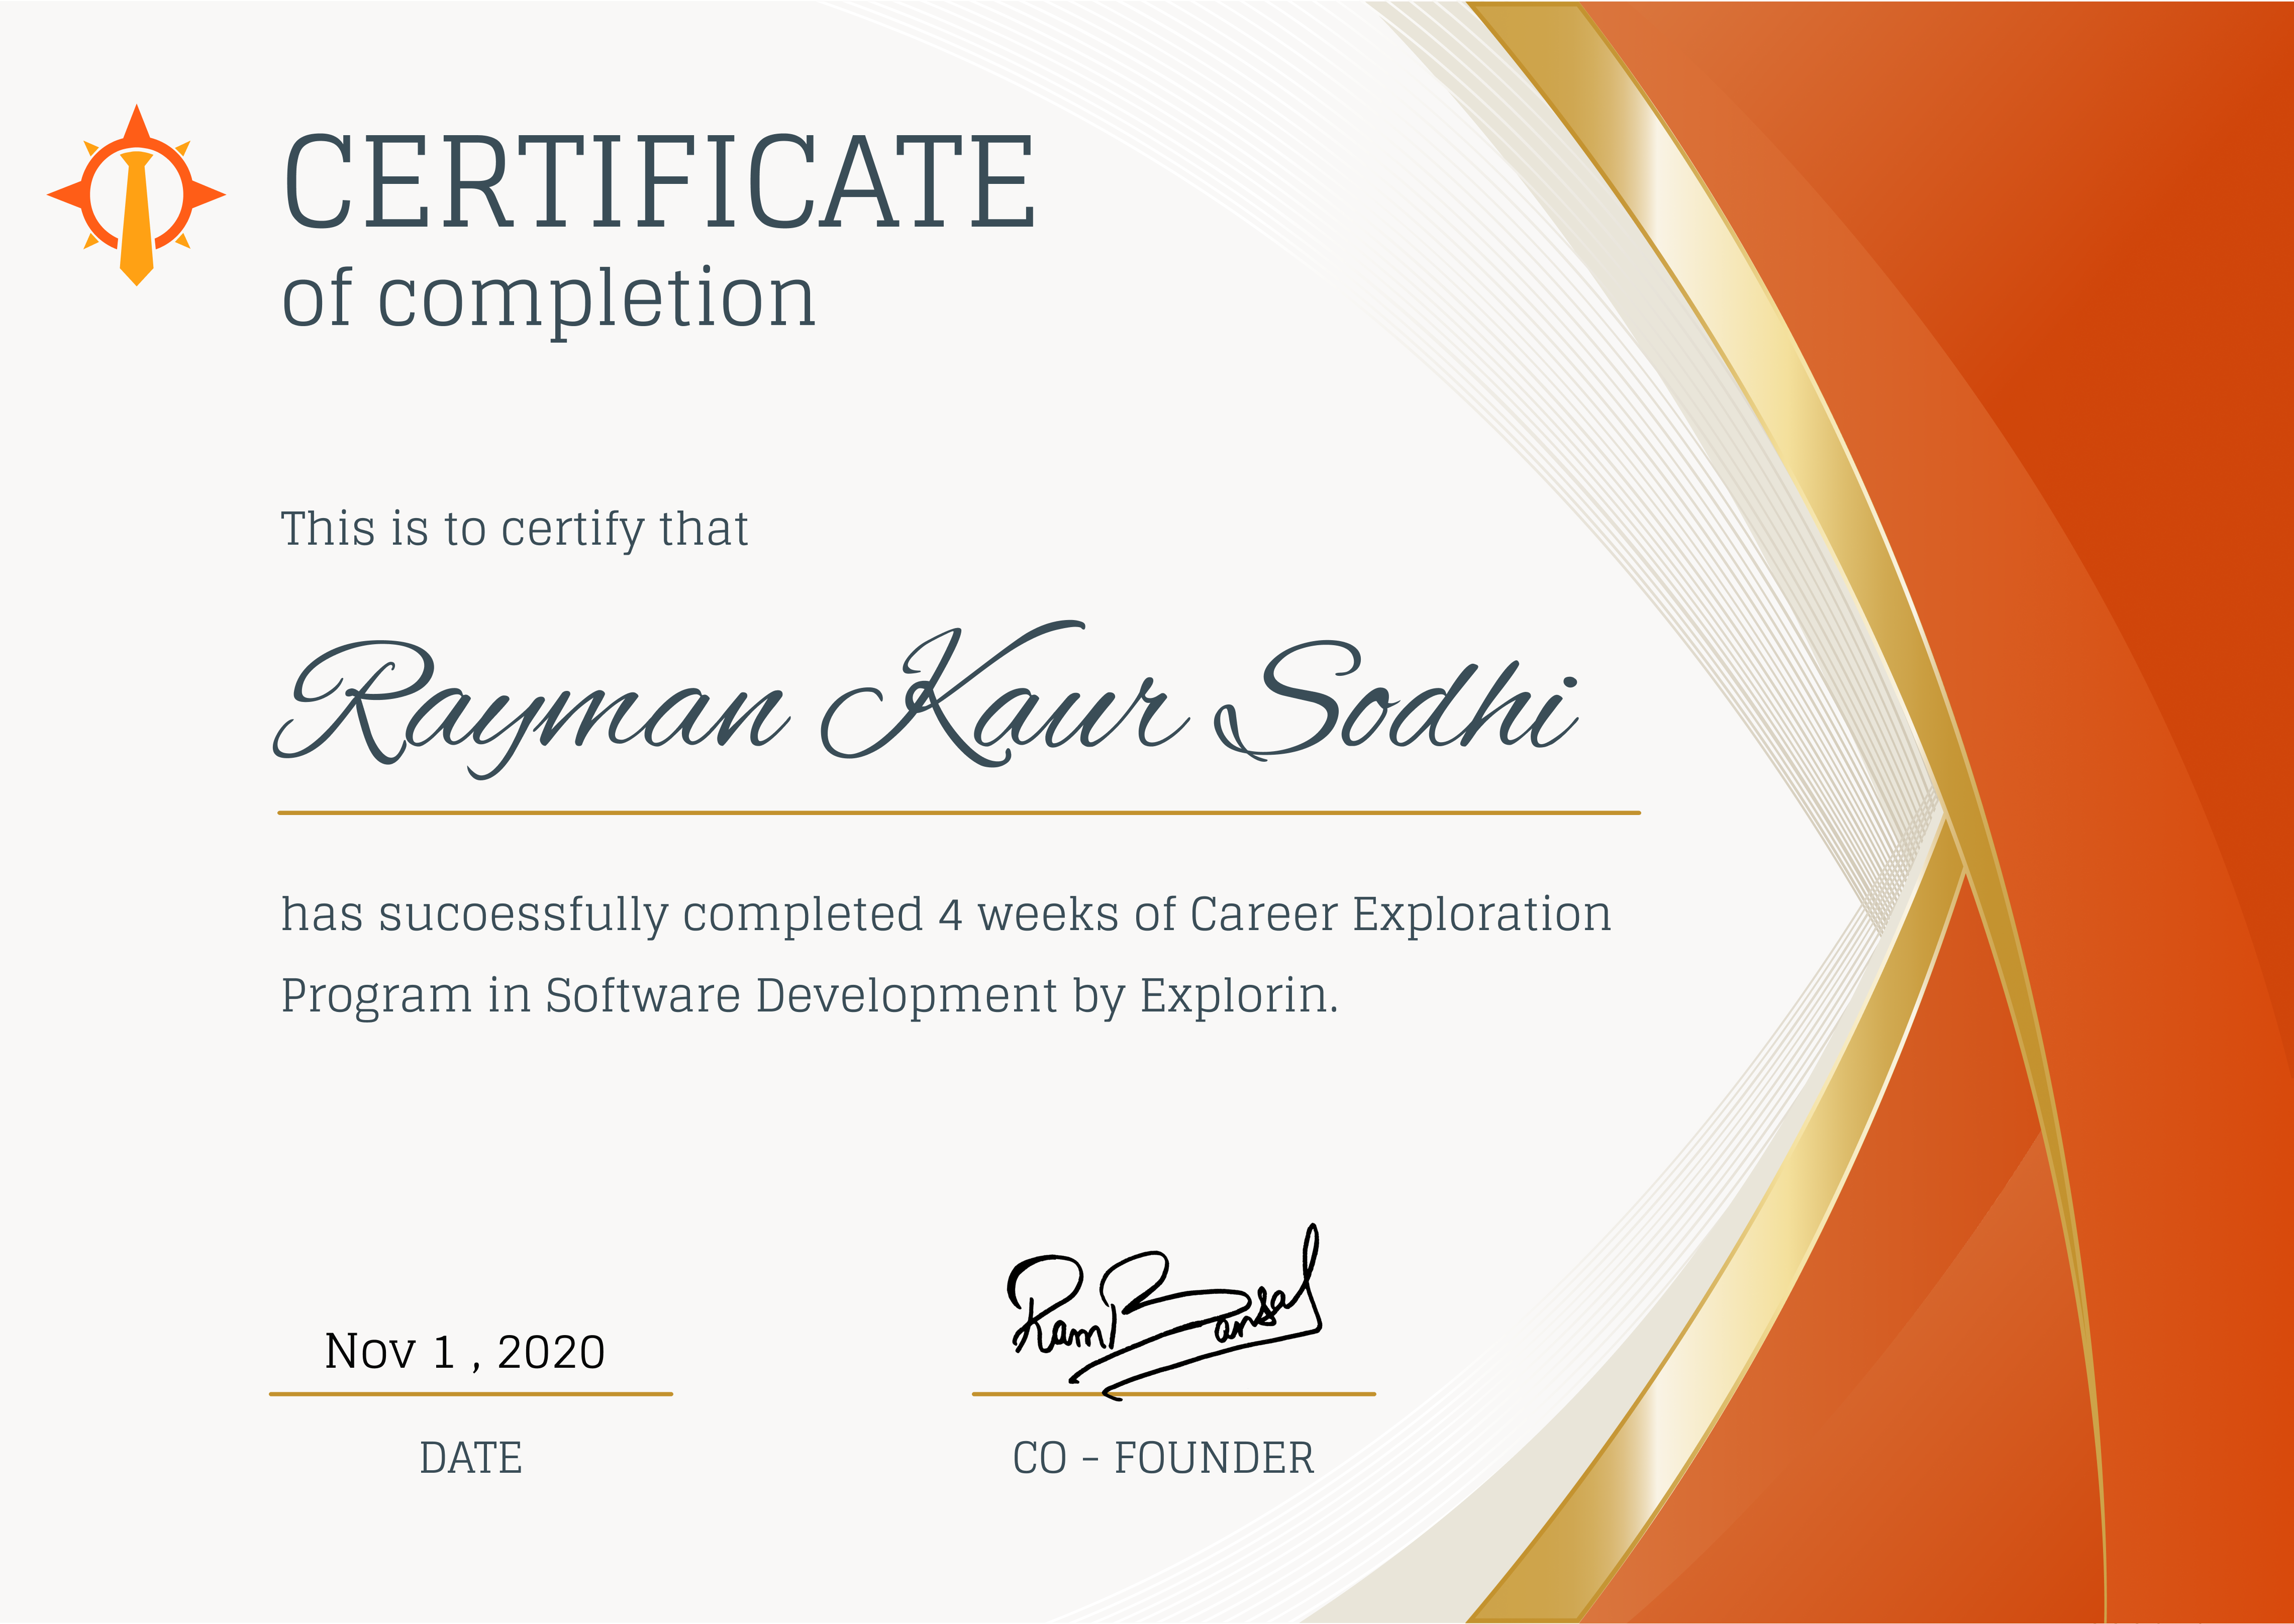 CERTIFICATE
of completion
This is to certify that
Rayman Kaur Sodhi
has sucoessfully completed 4 weeks of Career Exploration
Program in Software Development by Explorin.
Nov 1 , 2020
Ram Bansal
DATE
CO - FOUNDER